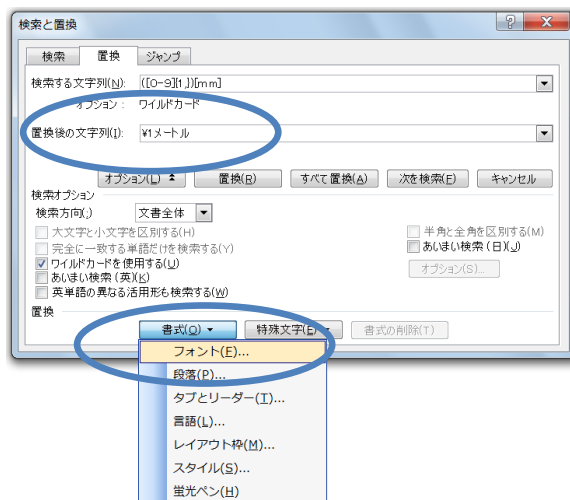 検索と置換
検索 置換 ジャンプ
検索する文字列(N): ([0-9]{1,})[mm]
オプション： ワイルドカード
置換後の文字列(I): ¥1メートル
オプション(L) 置換(R) すべて置換(A) 次を検索(F) キャンセル
検索オプション
検索方向(;) 文書全体
大文字と小文字を区別する(H) 半角と全角を区別する(M)
完全に一致する単語だけを検索する(Y) あいまい検索 (日)(J)
ワイルドカードを使用する(U) オプション(S)...
あいまい検索 (英)(K)
英単語の異なる活用形も検索する(W)
置換
書式(O) 特殊文字(E) 書式の削除(T)
フォント(F)...
段落(P)...
タブとリーダー(T)...
言語(L)...
レイアウト枠(M)...
スタイル(S)...
蛍光ペン(H)